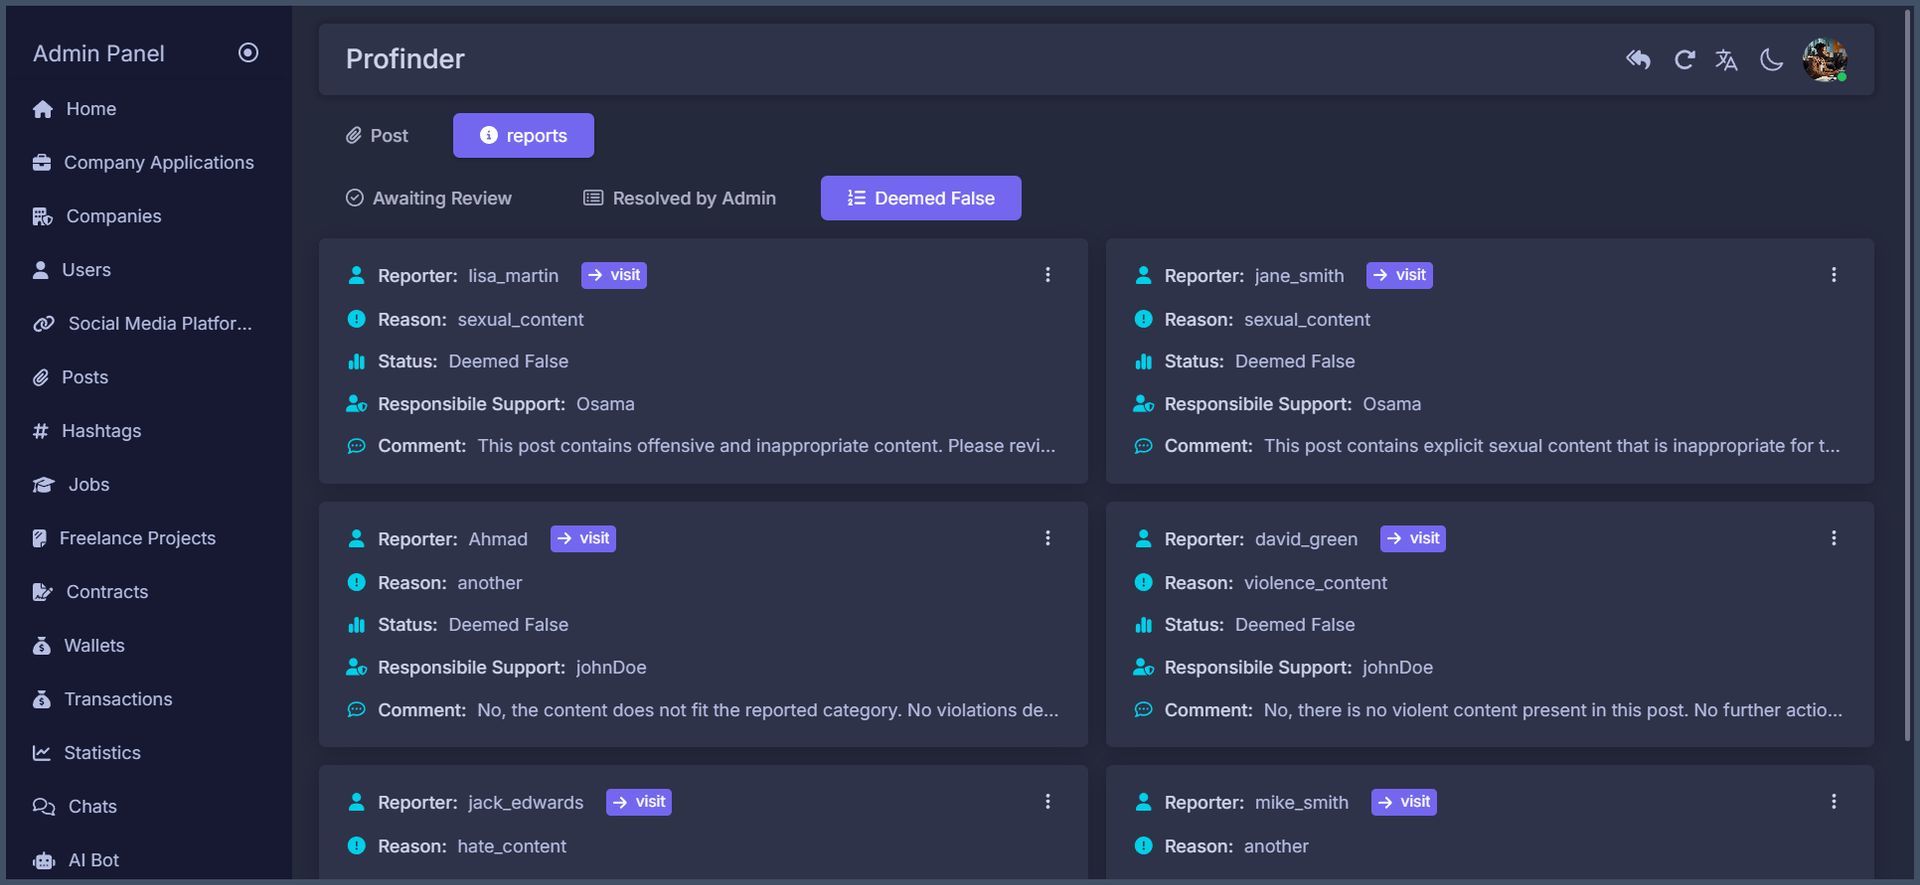 Admin Panel
Home
Company Applications
Companies
Users
Social Media Platfor...
Posts
Hashtags
Jobs
Freelance Projects
Contracts
Wallets
Transactions
Statistics
Chats
AI Bot
Profinder
Post
reports
Awaiting Review
Resolved by Admin
Deemed False
Reporter: lisa_martin visit
Reason: sexual_content
Status: Deemed False
Responsibile Support: Osama
Comment: This post contains offensive and inappropriate content. Please revi...
Reporter: jane_smith visit
Reason: sexual_content
Status: Deemed False
Responsibile Support: Osama
Comment: This post contains explicit sexual content that is inappropriate for t...
Reporter: Ahmad visit
Reason: another
Status: Deemed False
Responsibile Support: johnDoe
Comment: No, the content does not fit the reported category. No violations de...
Reporter: david_green visit
Reason: violence_content
Status: Deemed False
Responsibile Support: johnDoe
Comment: No, there is no violent content present in this post. No further actio...
Reporter: jack_edwards visit
Reason: hate_content
Reporter: mike_smith visit
Reason: another